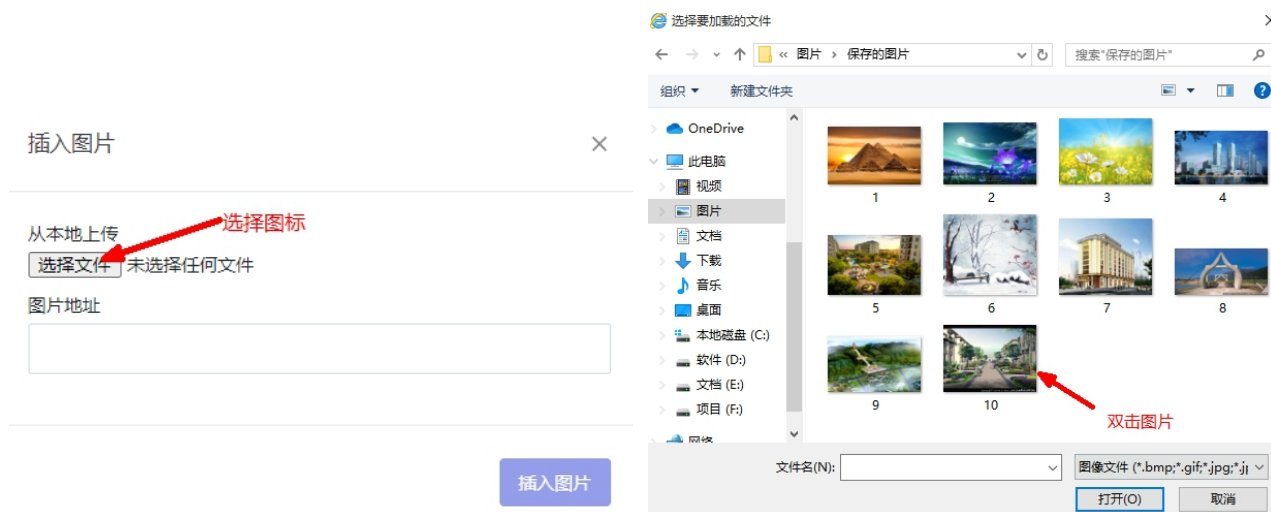 插入图片
从本地上传
选择图标
选择文件 未选择任何文件
图片地址
插入图片
选择要加载的文件
« 图片 › 保存的图片
搜索"保存的图片"
组织 新建文件夹
OneDrive
此电脑
视频
图片
文档
下载
音乐
桌面
本地磁盘 (C:)
软件 (D:)
文档 (E:)
项目 (F:)
网络
1 2 3 4
5 6 7 8
9 10
双击图片
文件名(N):
图像文件 (*.bmp;*.gif;*.jpg;*.j
打开(O) 取消